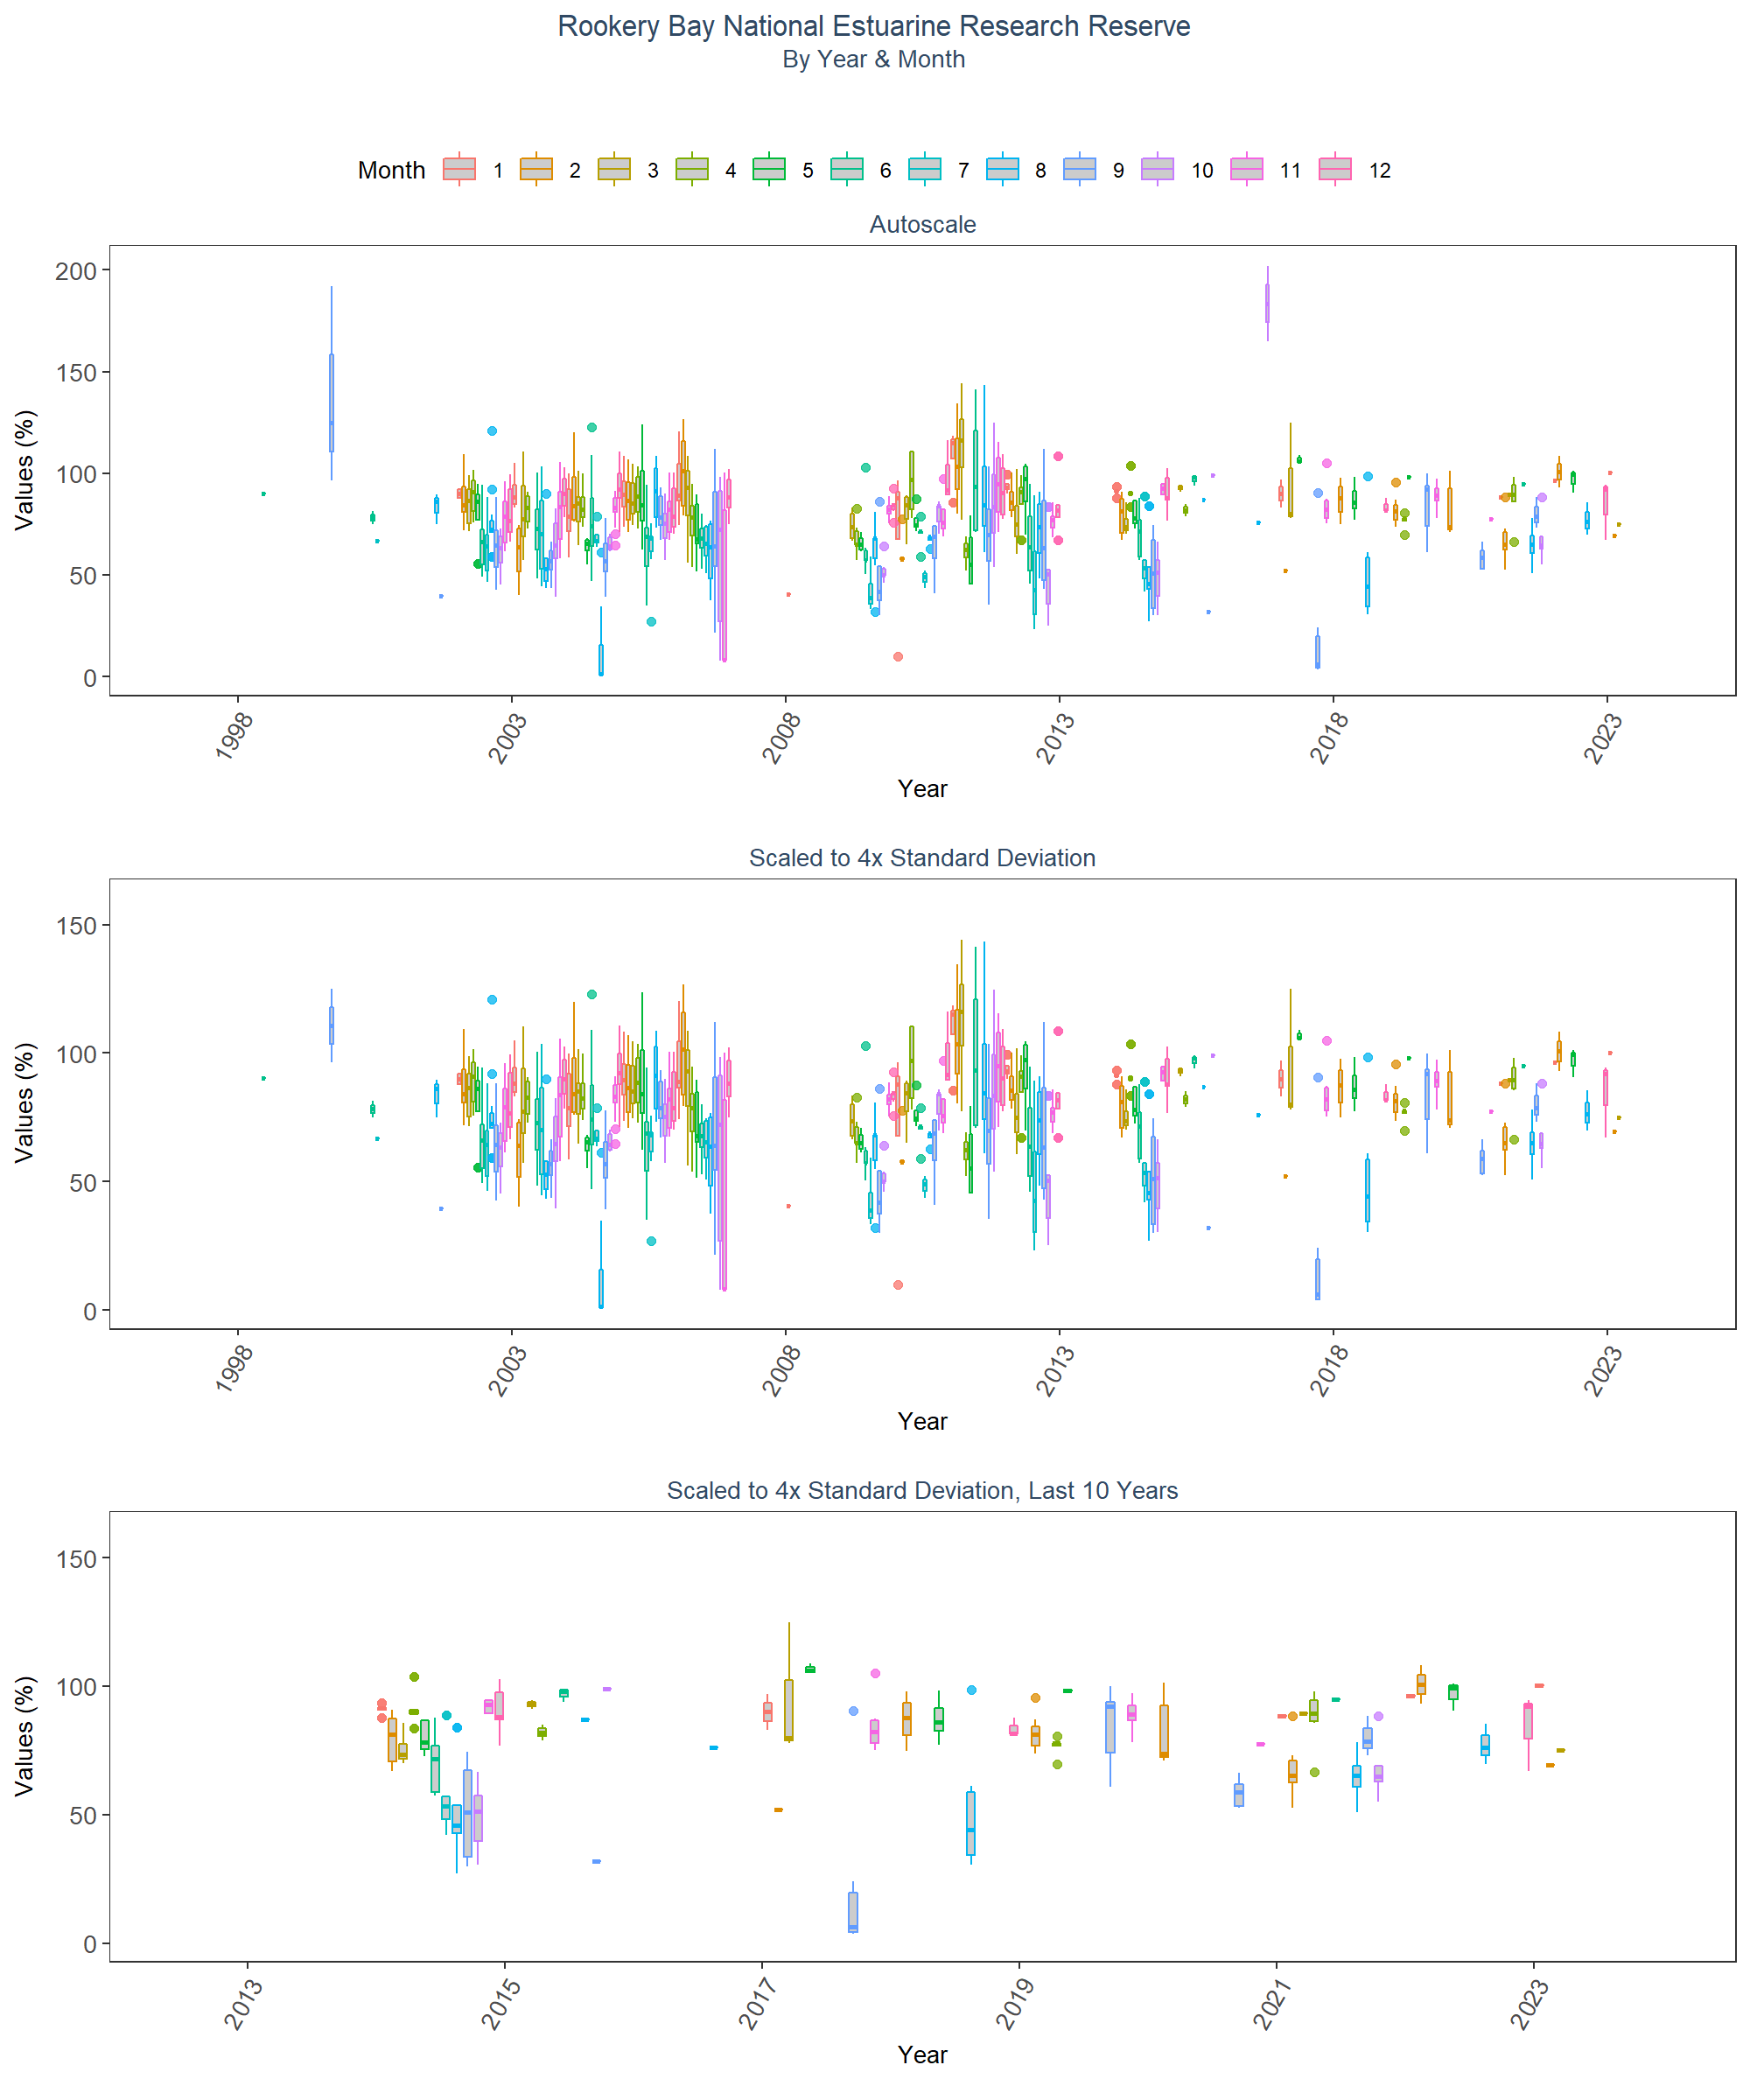 Rookery Bay National Estuarine Research Reserve
By Year & Month
Month 1 2 3 4 5 6 7 8 9 10 11 12
Autoscale
Values (%)
200
150
100
50
0
1998 2003 2008 2013 2018 2023
Year
Scaled to 4x Standard Deviation
Values (%)
150
100
50
0
1998 2003 2008 2013 2018 2023
Year
Scaled to 4x Standard Deviation, Last 10 Years
Values (%)
150
100
50
0
2013 2015 2017 2019 2021 2023
Year